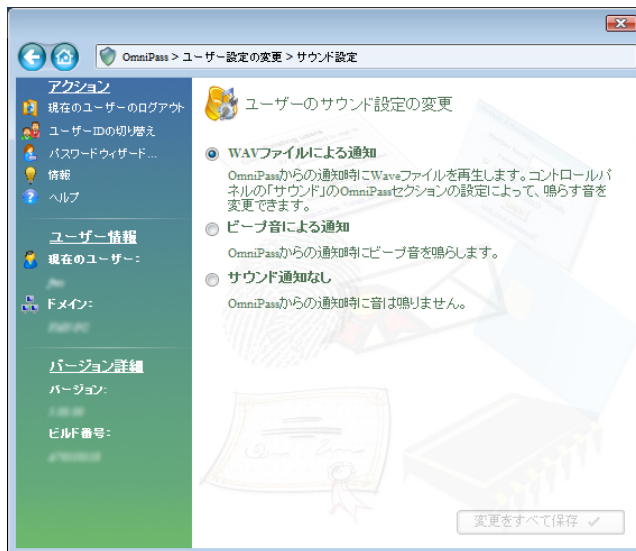 OmniPass > ユーザー設定の変更 > サウンド設定
アクション
現在のユーザーのログアウト
ユーザーIDの切り替え
パスワードウィザード...
情報
ヘルプ
ユーザー情報
現在のユーザー:
ドメイン:
バージョン詳細
バージョン:
ビルド番号:
ユーザーのサウンド設定の変更
WAVファイルによる通知
OmniPassからの通知時にWaveファイルを再生します。コントロールパ
ネルの「サウンド」のOmniPassセクションの設定によって、鳴らす音を
変更できます。
ビープ音による通知
OmniPassからの通知時にビープ音を鳴らします。
サウンド通知なし
OmniPassからの通知時に音は鳴りません。
変更をすべて保存